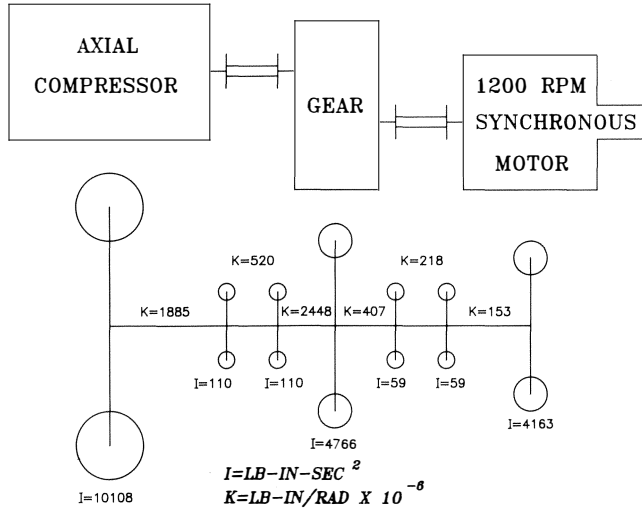 AXIAL
COMPRESSOR
GEAR
1200 RPM
SYNCHRONOUS
MOTOR
K=520
K=218
K=1885
K=2448
K=407
K=153
I=110
I=110
I=59
I=59
I=4163
I=4766
I=10108
I=LB-IN-SEC ²
K=LB-IN/RAD X 10 ⁻⁶